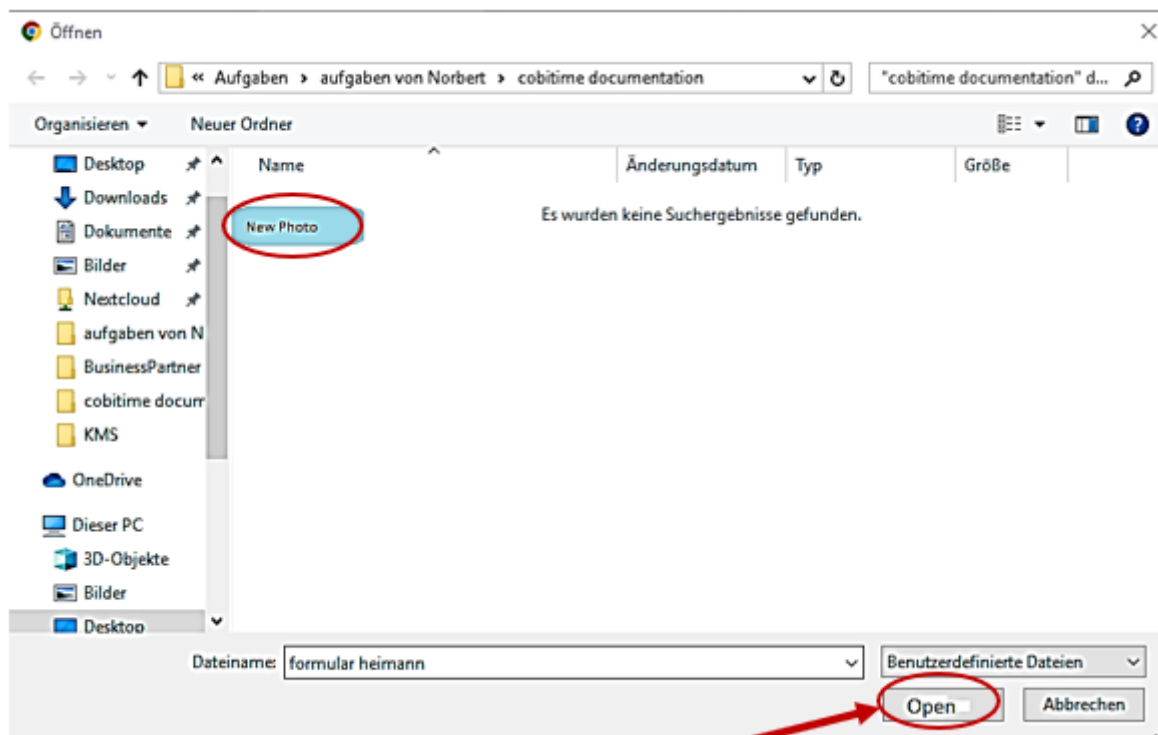 Öffnen
« Aufgaben › aufgaben von Norbert › cobitime documentation
"cobitime documentation" d...
Organisieren Neuer Ordner
Name Änderungsdatum Typ Größe
Es wurden keine Suchergebnisse gefunden.
New Photo
Desktop
Downloads
Dokumente
Bilder
Nextcloud
aufgaben von N
BusinessPartner
cobitime docum
KMS
OneDrive
Dieser PC
3D-Objekte
Bilder
Desktop
Dateiname: formular heimann
Benutzerdefinierte Dateien
Open Abbrechen